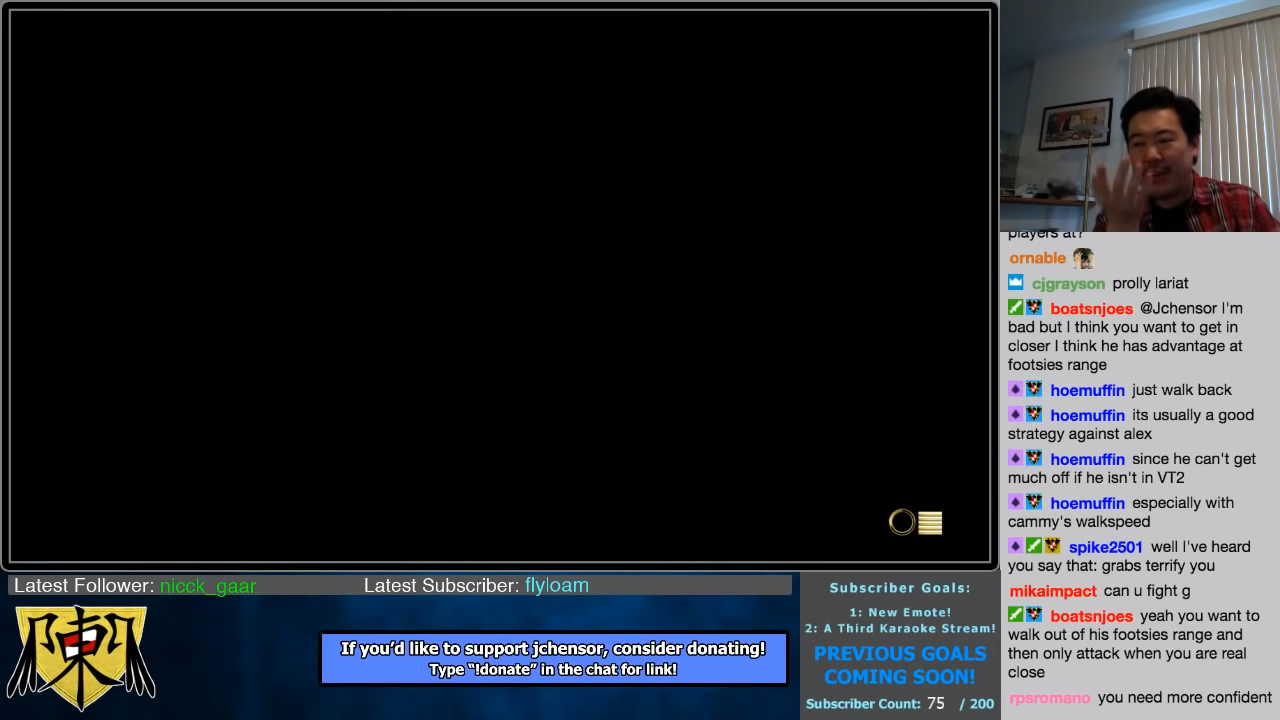 players at?
ornable
cjgrayson prolly lariat
boatsnjoes @Jchensor I'm
bad but I think you want to get in
closer I think he has advantage at
footsies range
hoemuffin just walk back
hoemuffin its usually a good
strategy against alex
hoemuffin since he can't get
much off if he isn't in VT2
hoemuffin especially with
cammy's walkspeed
spike2501 well I've heard
you say that: grabs terrify you
mikaimpact can u fight g
boatsnjoes yeah you want to
walk out of his footsies range and
then only attack when you are real
close
rpsromano you need more confident
Latest Follower: nicck_gaar
Latest Subscriber: flyloam
If you'd like to support jchensor, consider donating!
Type "!donate" in the chat for link!
Subscriber Goals:
1: New Emote!
2: A Third Karaoke Stream!
PREVIOUS GOALS
COMING SOON!
Subscriber Count: 75 / 200